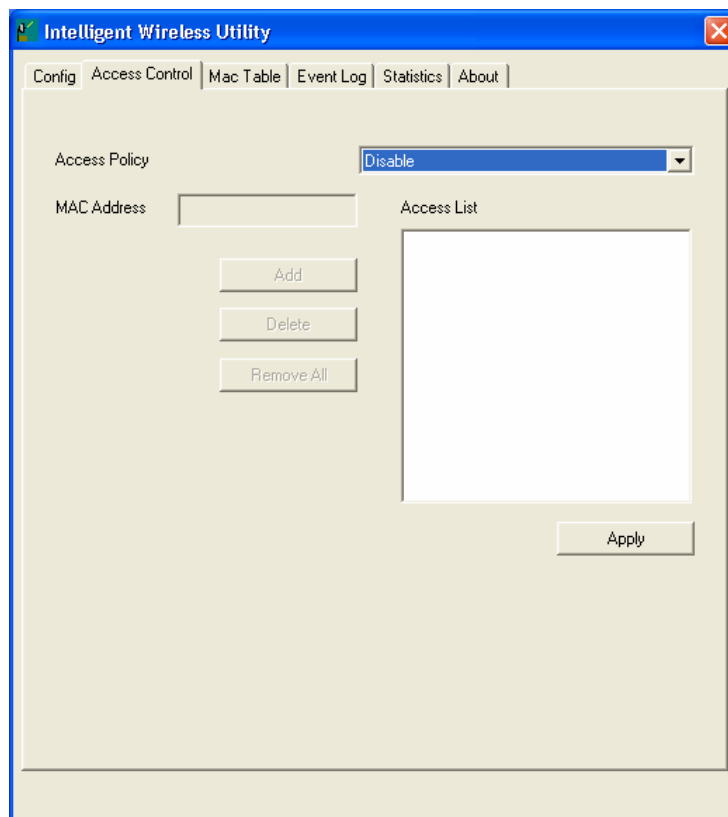 Intelligent Wireless Utility
Config Access Control Mac Table Event Log Statistics About
Access Policy Disable
MAC Address Access List
Add
Delete
Remove All
Apply